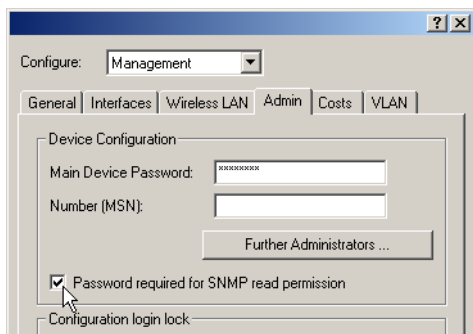 ? ×
Configure: Management
General Interfaces Wireless LAN Admin Costs VLAN
Device Configuration
Main Device Password: ********
Number (MSN):
Further Administrators ...
Password required for SNMP read permission
Configuration login lock